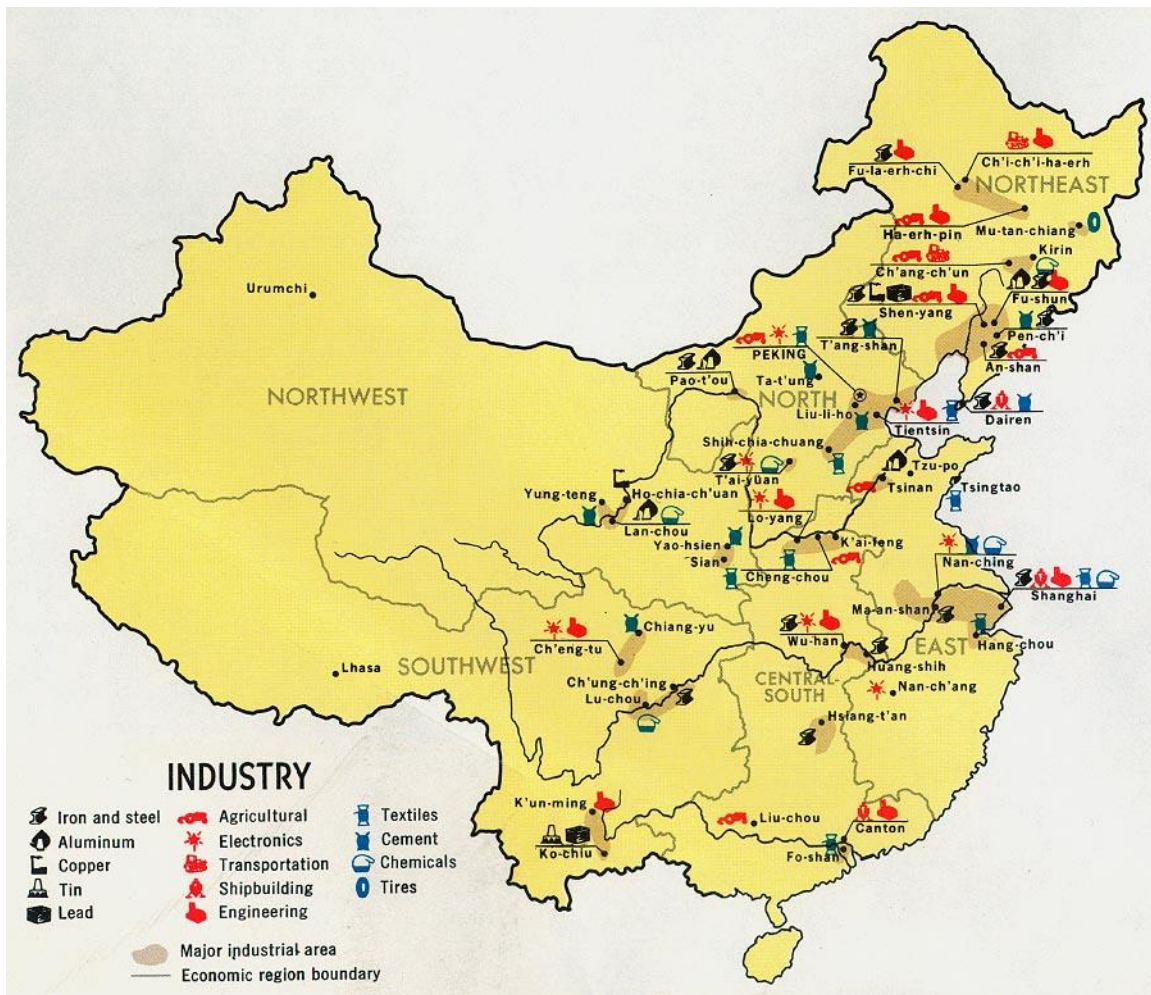 Ch'i-ch'i-ha-erh
Fu-la-erh-chi
NORTHEAST
Ha-erh-pin
Mu-tan-chiang
Kirin
Ch'ang-ch'un
Fu-shun
Shen-yang
Pen-ch'i
T'ang-shan
PEKING
An-shan
Urumchi
Pao-t'ou
Ta-t'ung
NORTHWEST
NORTH
Liu-li-ho
Tientsin
Dairen
Shih-chia-chuang
T'ai-yüan
Tzu-po
Tsinan
Tsingtao
Yung-teng
Ho-chia-ch'uan
Lan-chou
Lo-yang
K'ai-feng
Yao-hsien
Sian
Cheng-chou
Nan-ching
Shanghai
Ma-an-shan
Chiang-yu
Wu-han
EAST
Hang-chou
Ch'eng-tu
Huang-shih
Lhasa
SOUTHWEST
CENTRAL-
SOUTH
Ch'ung-ch'ing
Nan-ch'ang
Lu-chou
Hsiang-t'an
K'un-ming
Liu-chou
Canton
Ko-chiu
Fo-shan
INDUSTRY
Iron and steel
Aluminum
Copper
Tin
Lead
Agricultural
Electronics
Transportation
Shipbuilding
Engineering
Textiles
Cement
Chemicals
Tires
Major industrial area
Economic region boundary